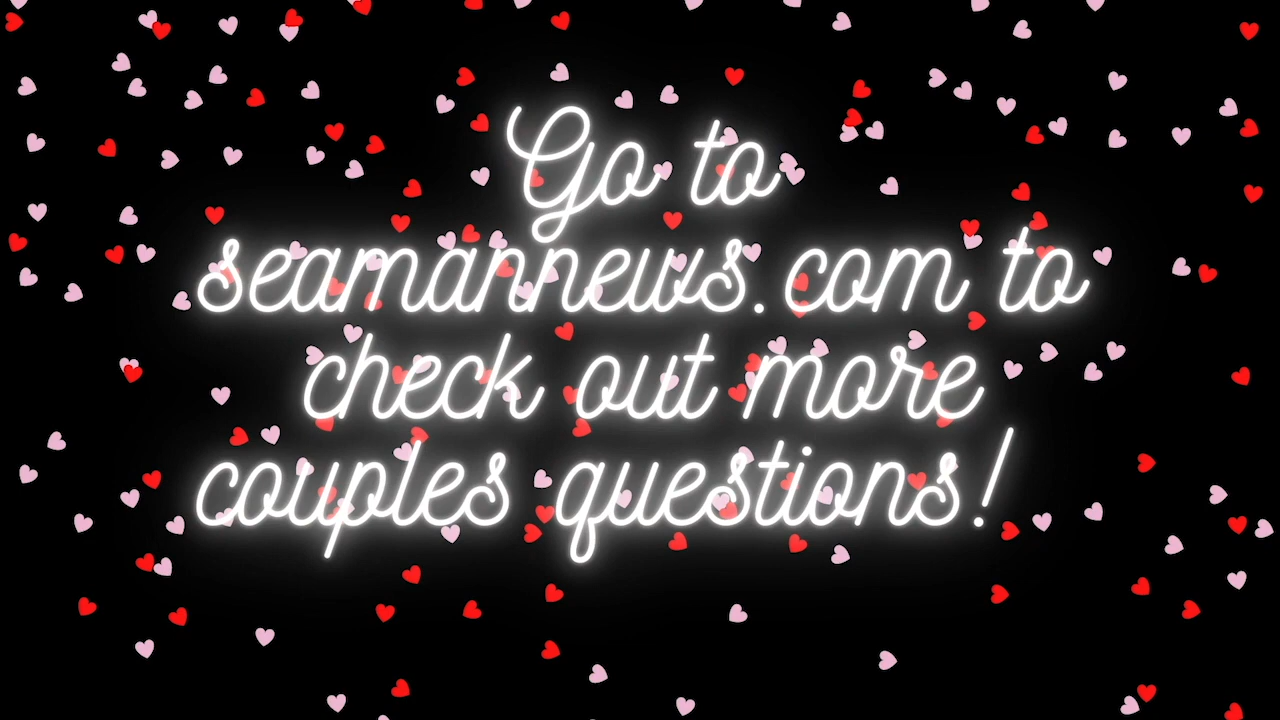 Go to
seamannews.com to
check out more
couples questions!